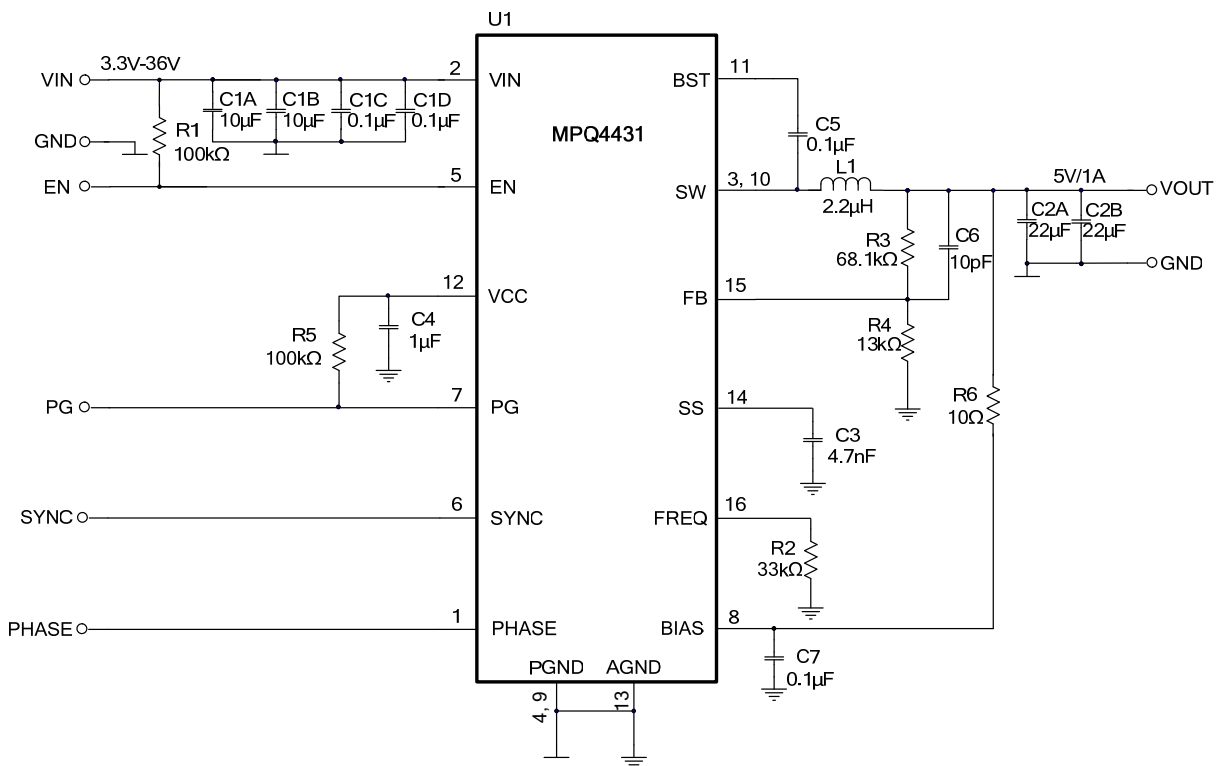 U1
VIN
3.3V-36V
2
VIN
C1A
10µF
C1B
10µF
C1C
0.1µF
C1D
0.1µF
GND
R1
100kΩ
EN
5
EN
MPQ4431
BST
11
C5
0.1µF
SW
3, 10
L1
2.2µH
5V/1A
VOUT
C2A
22µF
C2B
22µF
GND
R3
68.1kΩ
C6
10pF
12
VCC
FB
15
R5
100kΩ
C4
1µF
R4
13kΩ
PG
7
PG
SS
14
C3
4.7nF
R6
10Ω
SYNC
6
SYNC
FREQ
16
R2
33kΩ
PHASE
1
PHASE
BIAS
8
C7
0.1µF
PGND
AGND
4, 9
13